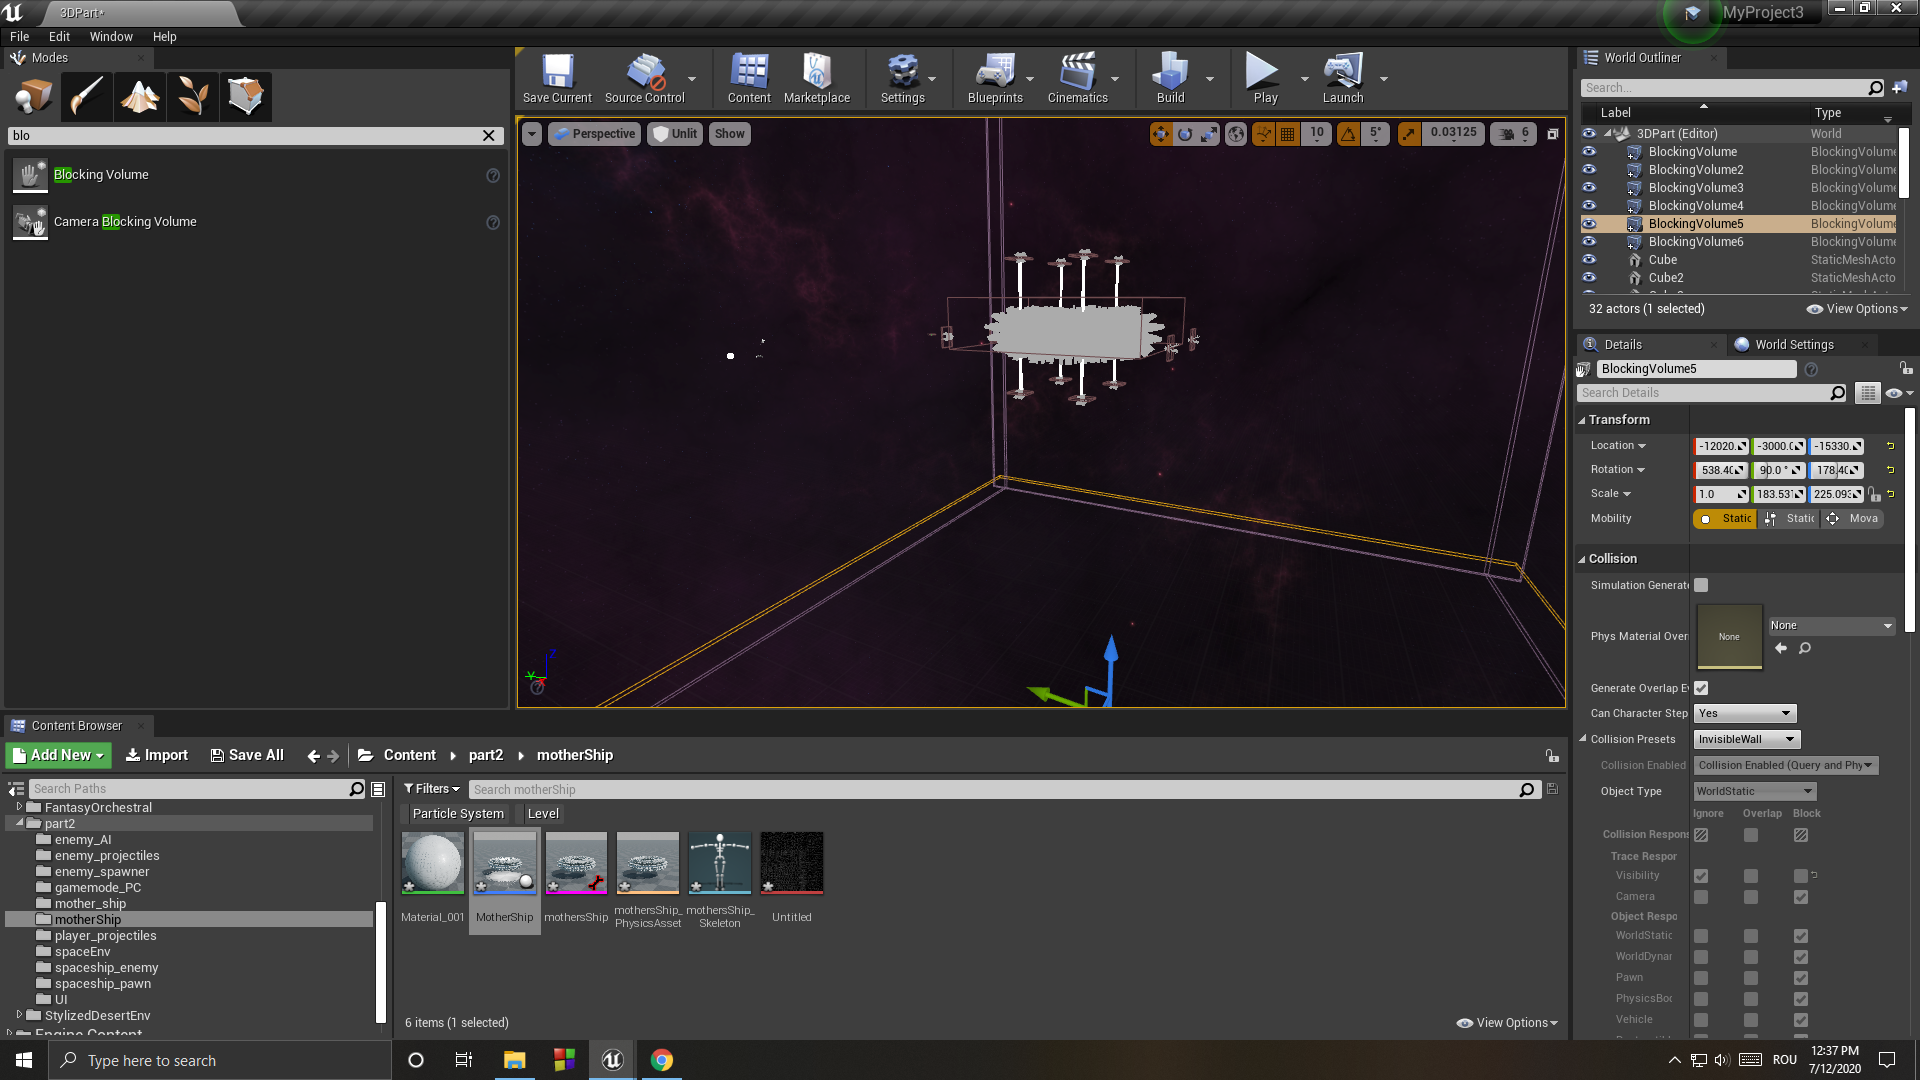 3DPart*
MyProject3
File Edit Window Help
Modes
blo
Blocking Volume
Camera Blocking Volume
Save Current
Source Control
Content
Marketplace
Settings
Blueprints
Cinematics
Build
Play
Launch
Perspective
Unlit
Show
10
5°
0.03125
6
World Outliner
Search...
Label Type
3DPart (Editor) World
BlockingVolume BlockingVolume
BlockingVolume2 BlockingVolume
BlockingVolume3 BlockingVolume
BlockingVolume4 BlockingVolume
BlockingVolume5 BlockingVolume
BlockingVolume6 BlockingVolume
Cube StaticMeshActo
Cube2 StaticMeshActo
32 actors (1 selected)
View Options
Details
World Settings
BlockingVolume5
Search Details
Transform
Location -12020. -3000.0 -15330.
Rotation 538.40 90.0 ° 178.40
Scale 1.0 183.531 225.093
Mobility Static Static Mova
Collision
Simulation Generate
Phys Material Overr
None
None
Generate Overlap Ev
Can Character Step Yes
Collision Presets InvisibleWall
Collision Enabled Collision Enabled (Query and Phy
Object Type WorldStatic
Ignore Overlap Block
Collision Respons
Trace Respor
Visibility
Camera
Object Respo
WorldStatic
WorldDynar
Pawn
PhysicsBoc
Vehicle
Content Browser
Add New
Import
Save All
Content
part2
motherShip
Search Paths
FantasyOrchestral
part2
enemy_AI
enemy_projectiles
enemy_spawner
gamemode_PC
mother_ship
motherShip
player_projectiles
spaceEnv
spaceship_enemy
spaceship_pawn
UI
StylizedDesertEnv
Engine Content
Filters
Search motherShip
Particle System
Level
Material_001
MotherShip
mothersShip
mothersShip_
PhysicsAsset
mothersShip_
Skeleton
Untitled
6 items (1 selected)
View Options
Type here to search
ROU
12:37 PM
7/12/2020